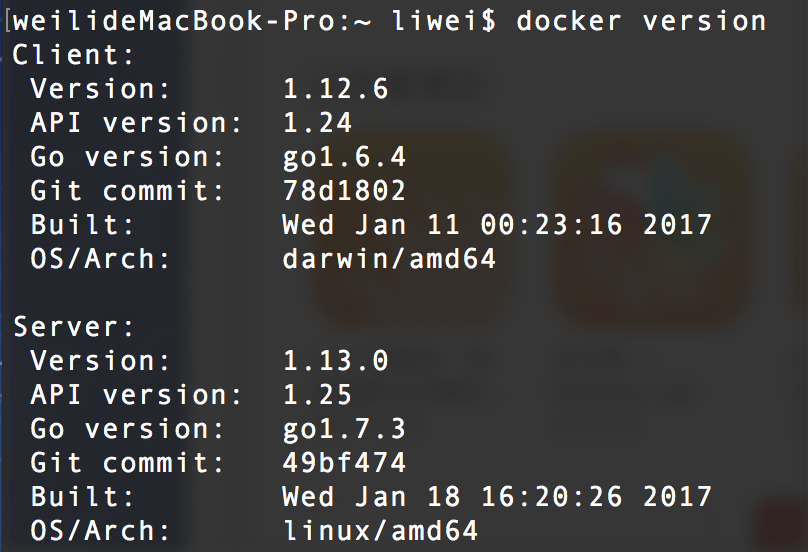 [weilideMacBook-Pro:~ liwei$ docker version
Client:
 Version:      1.12.6
 API version:  1.24
 Go version:   go1.6.4
 Git commit:   78d1802
 Built:        Wed Jan 11 00:23:16 2017
 OS/Arch:      darwin/amd64

Server:
 Version:      1.13.0
 API version:  1.25
 Go version:   go1.7.3
 Git commit:   49bf474
 Built:        Wed Jan 18 16:20:26 2017
 OS/Arch:      linux/amd64